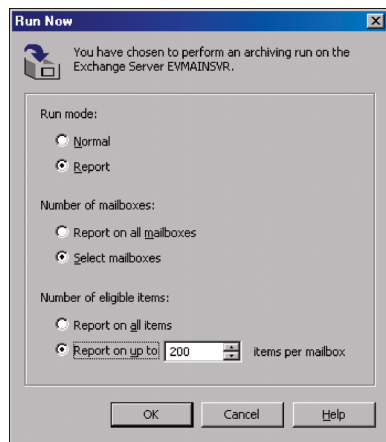 Run Now
You have chosen to perform an archiving run on the
Exchange Server EVMAINSVR.
Run mode:
Normal
Report
Number of mailboxes:
Report on all mailboxes
Select mailboxes
Number of eligible items:
Report on all items
Report on up to 200 items per mailbox
OK Cancel Help